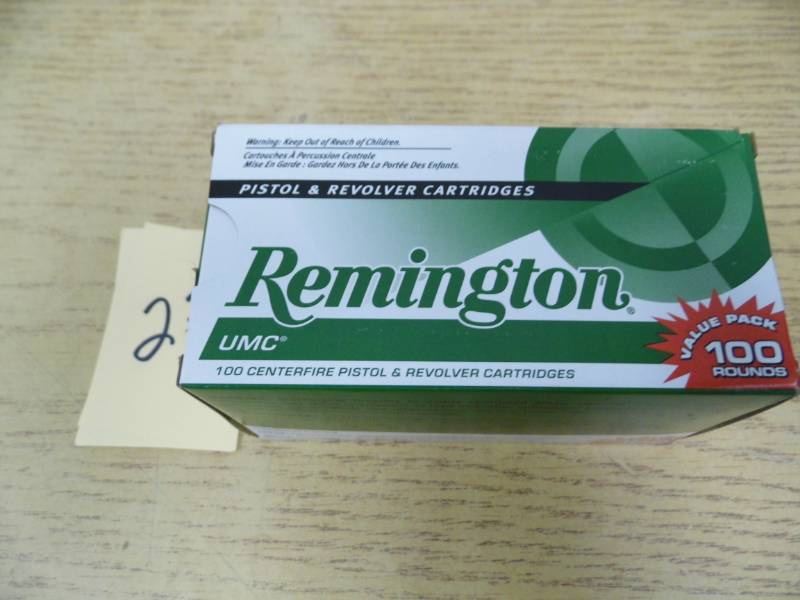 Warning: Keep Out of Reach of Children.
Cartouches À Percussion Centrale
Mise En Garde : Gardez Hors De La Portée Des Enfants.
PISTOL & REVOLVER CARTRIDGES
Remington®
UMC®
100 CENTERFIRE PISTOL & REVOLVER CARTRIDGES
VALUE PACK
100
ROUNDS
2